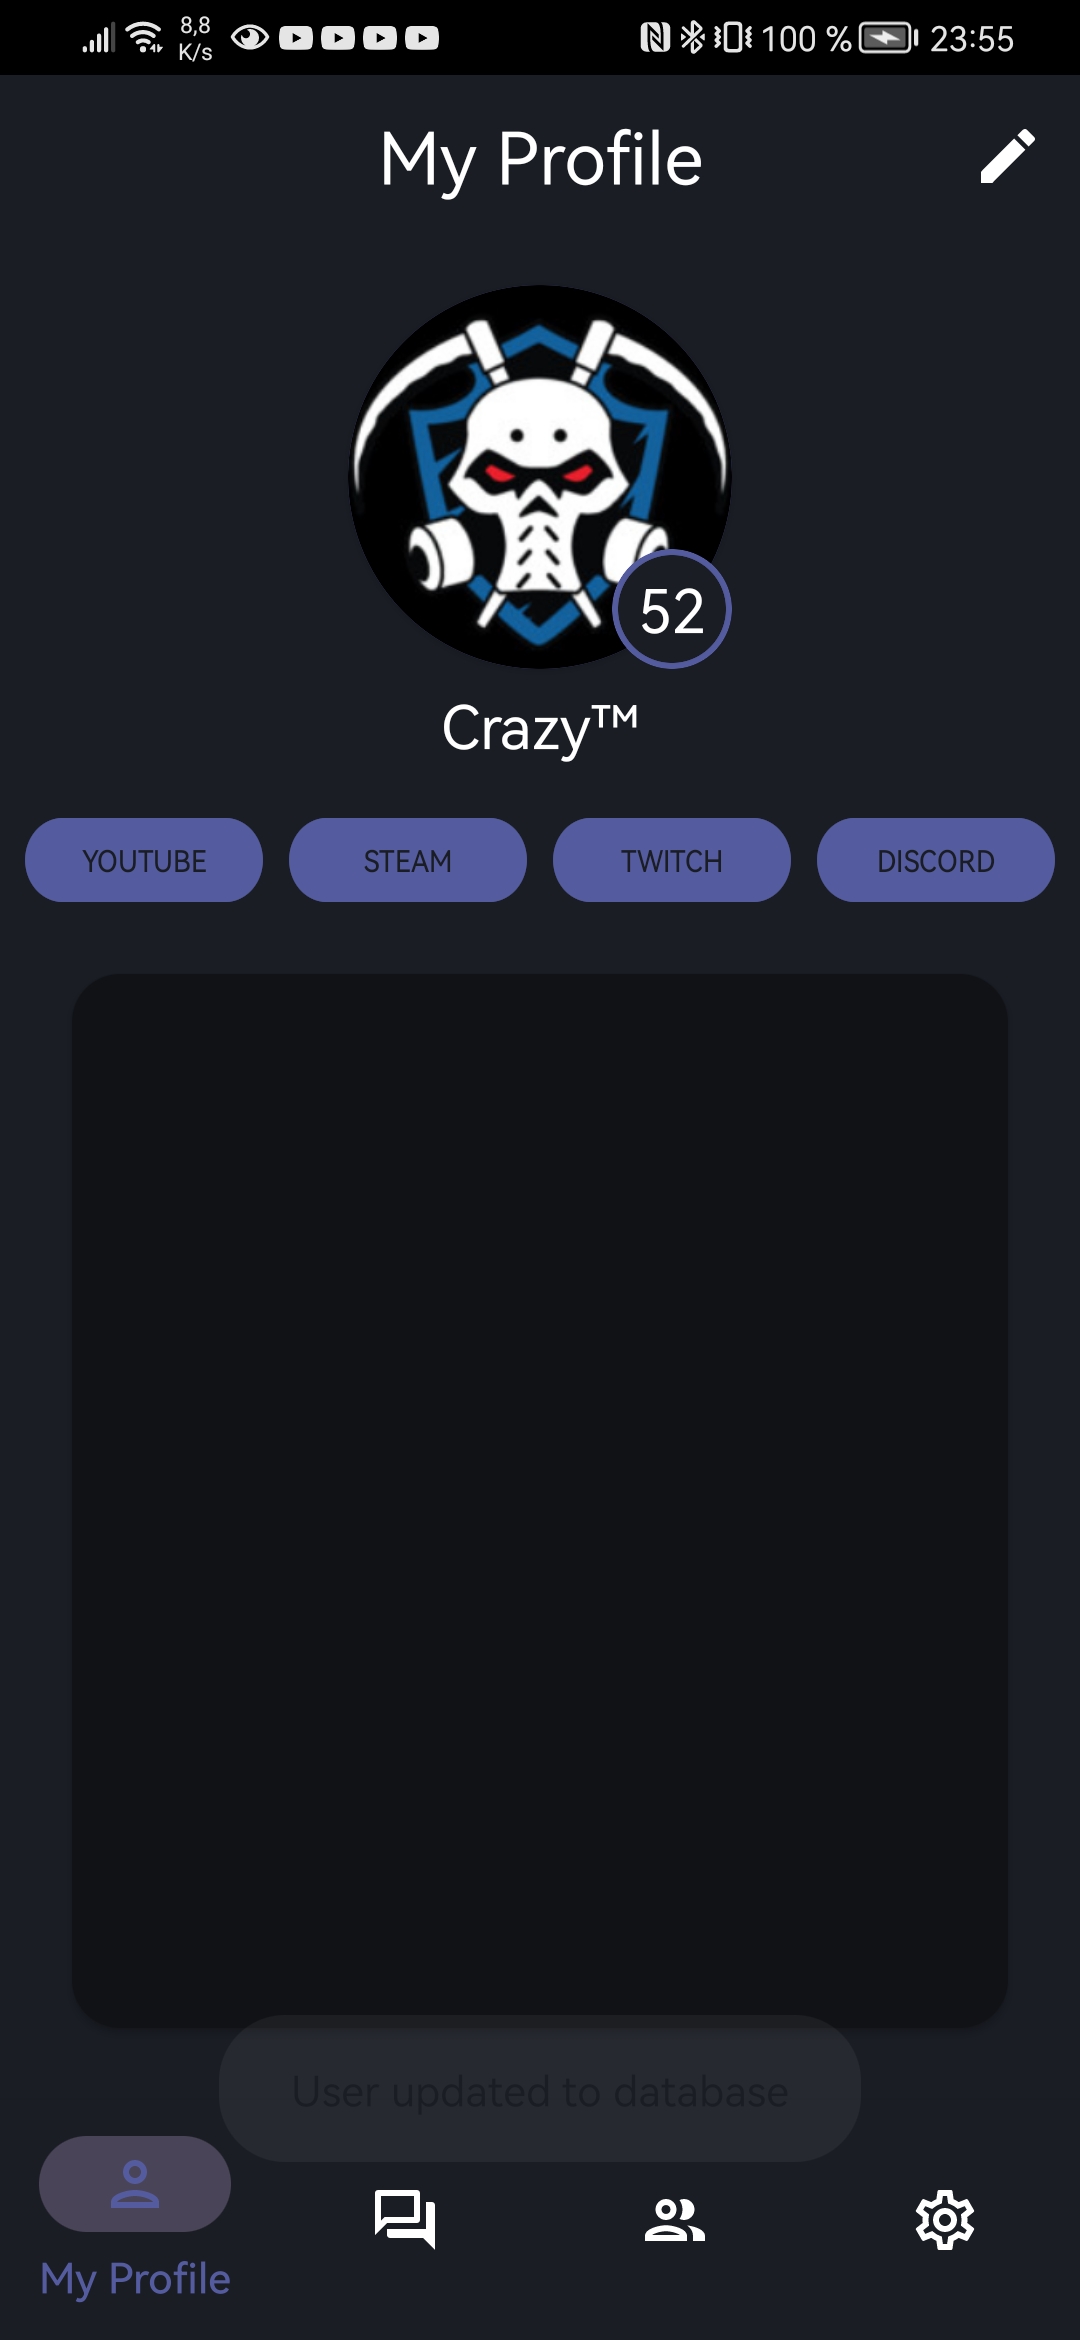 8,8
K/s
100 %
23:55
My Profile
52
Crazy™
YOUTUBE
STEAM
TWITCH
DISCORD
User updated to database
My Profile